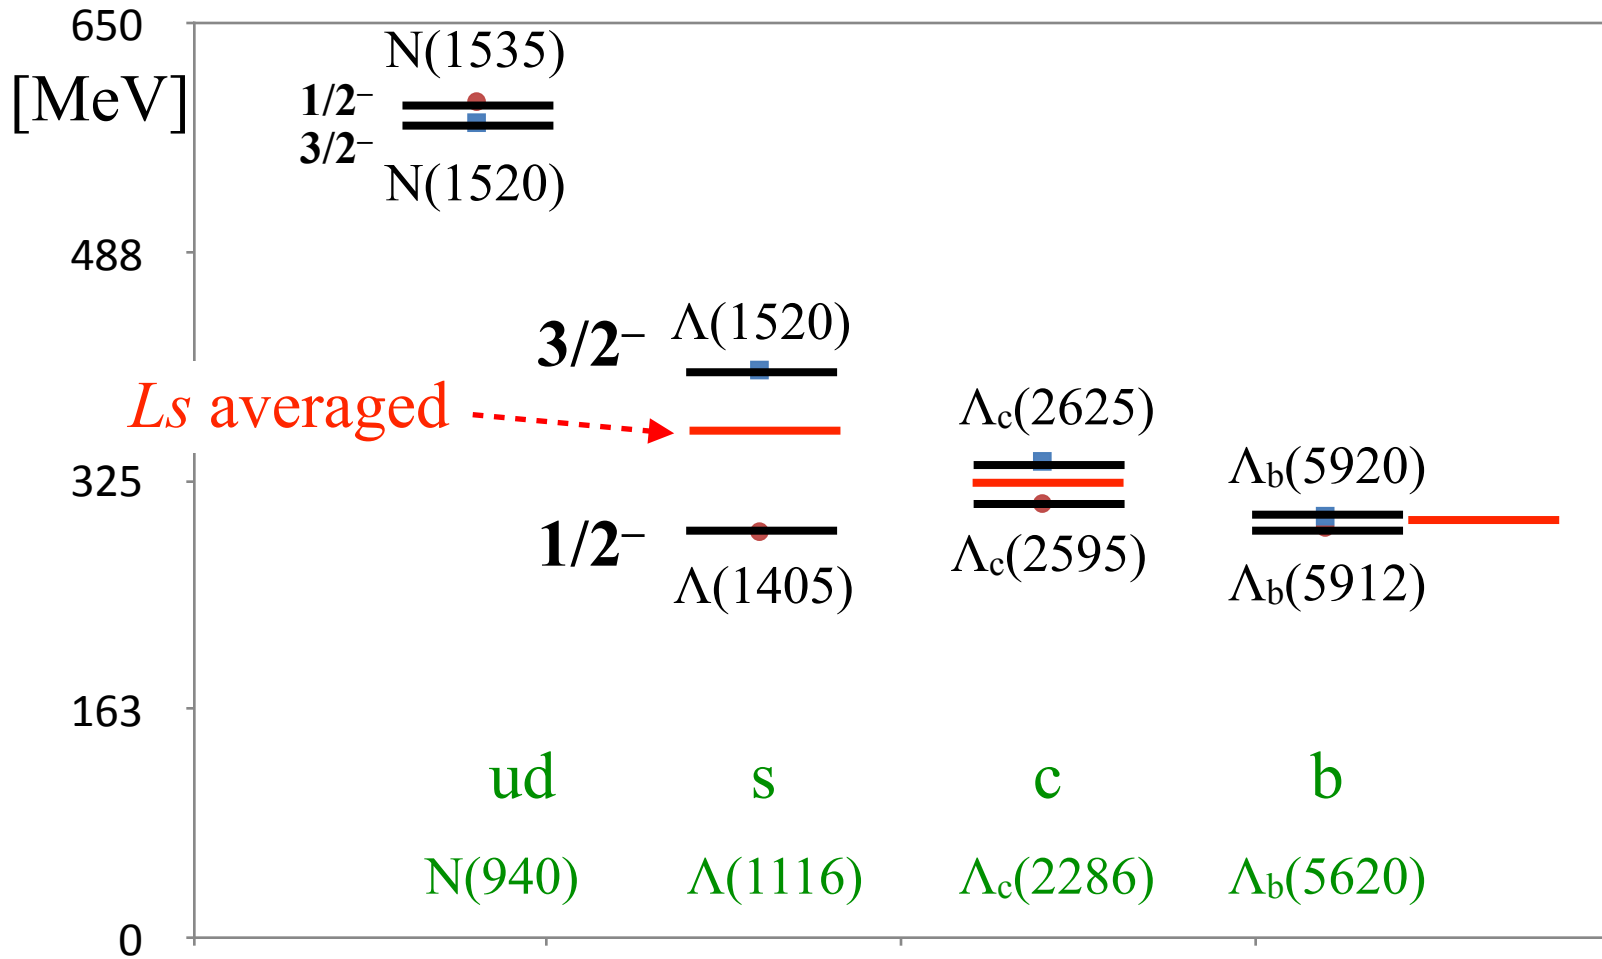 650
[MeV]
N(1535)
1/2⁻
3/2⁻
N(1520)
488
3/2⁻
Λ(1520)
Ls averaged
Λc(2625)
325
Λb(5920)
1/2⁻
Λc(2595)
Λ(1405)
Λb(5912)
163
ud s c b
N(940) Λ(1116) Λc(2286) Λb(5620)
0